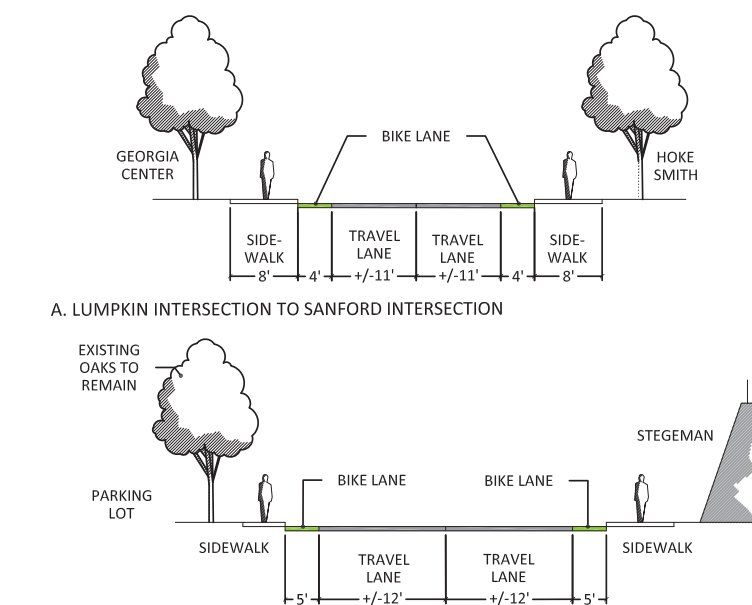 BIKE LANE
GEORGIA
CENTER
HOKE
SMITH
SIDE-
WALK
TRAVEL
LANE
TRAVEL
LANE
SIDE-
WALK
8'
4'
+/-11'
+/-11'
4'
8'
A. LUMPKIN INTERSECTION TO SANFORD INTERSECTION
EXISTING
OAKS TO
REMAIN
STEGEMAN
BIKE LANE
BIKE LANE
PARKING
LOT
SIDEWALK
SIDEWALK
TRAVEL
LANE
TRAVEL
LANE
5'
+/-12'
+/-12'
5'